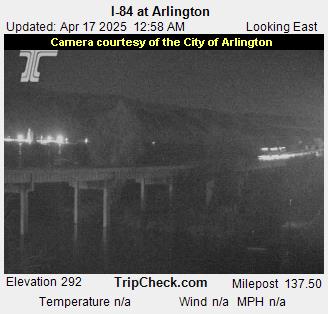 I-84 at Arlington
Updated: Apr 17 2025 12:58 AM Looking East
Camera courtesy of the City of Arlington
Elevation 292 TripCheck.com Milepost 137.50
Temperature n/a Wind n/a MPH n/a